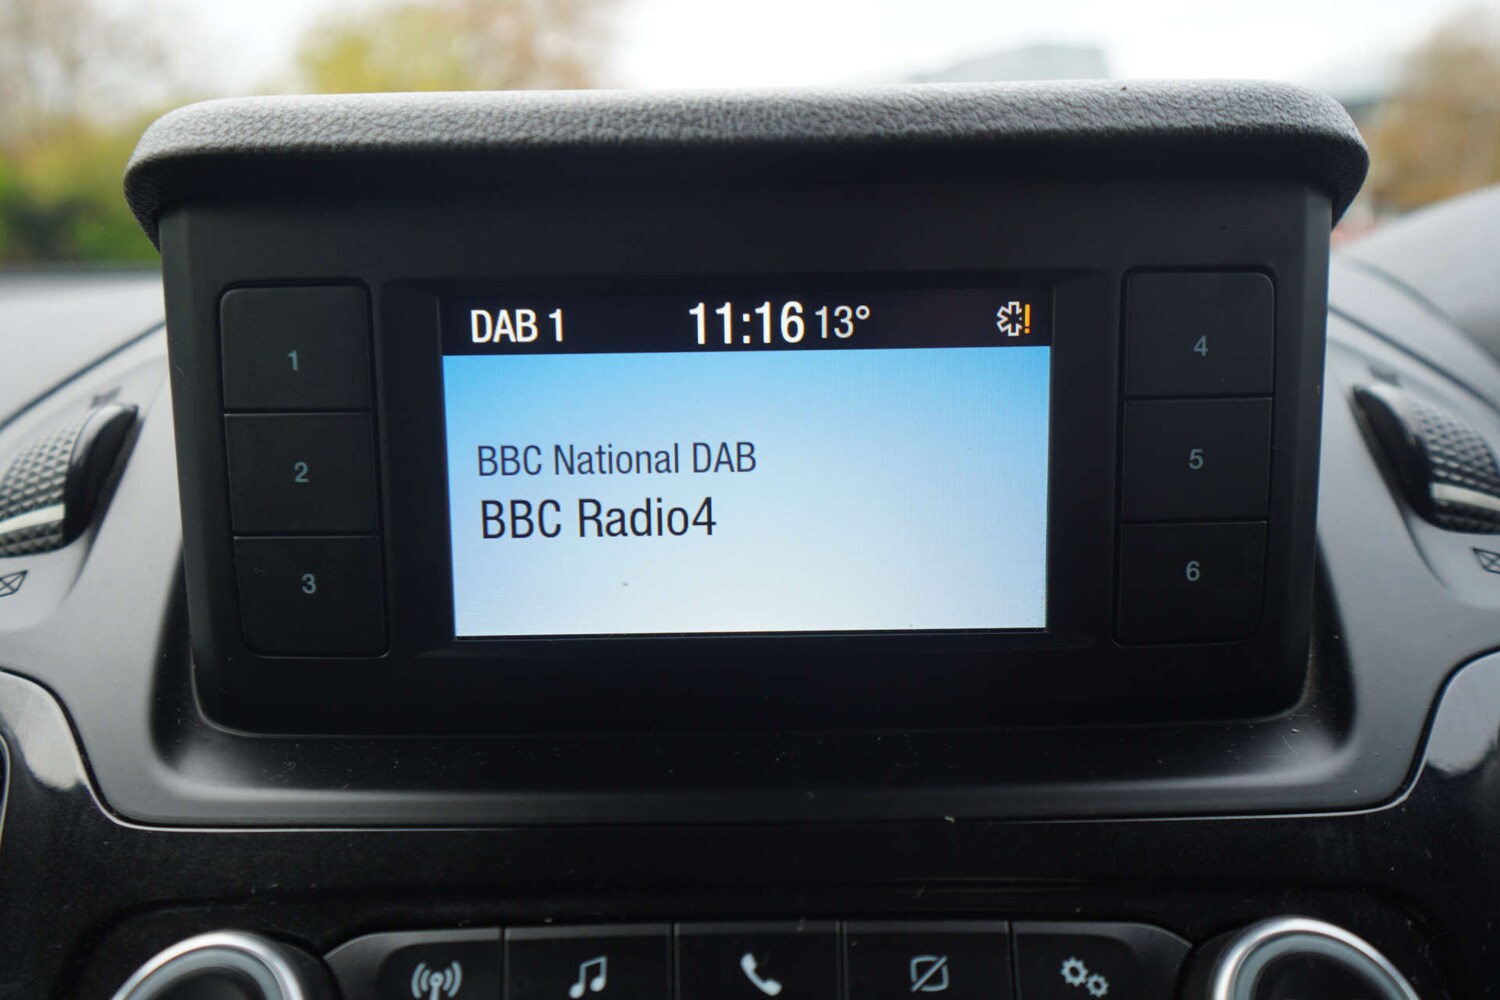 DAB 1 11:16 13° !
BBC National DAB
BBC Radio4
1
2
3
4
5
6